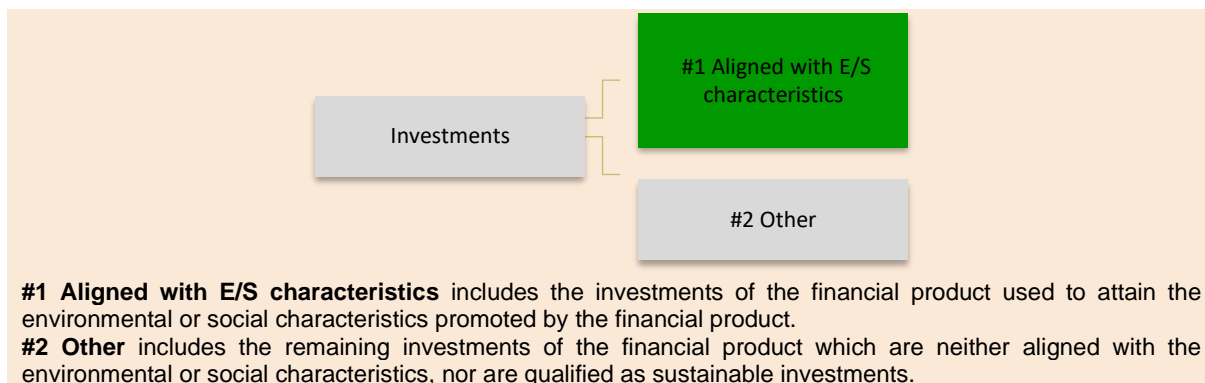 #1 Aligned with E/S
characteristics
Investments
#2 Other
#1 Aligned with E/S characteristics includes the investments of the financial product used to attain the
environmental or social characteristics promoted by the financial product.
#2 Other includes the remaining investments of the financial product which are neither aligned with the
environmental or social characteristics, nor are qualified as sustainable investments.